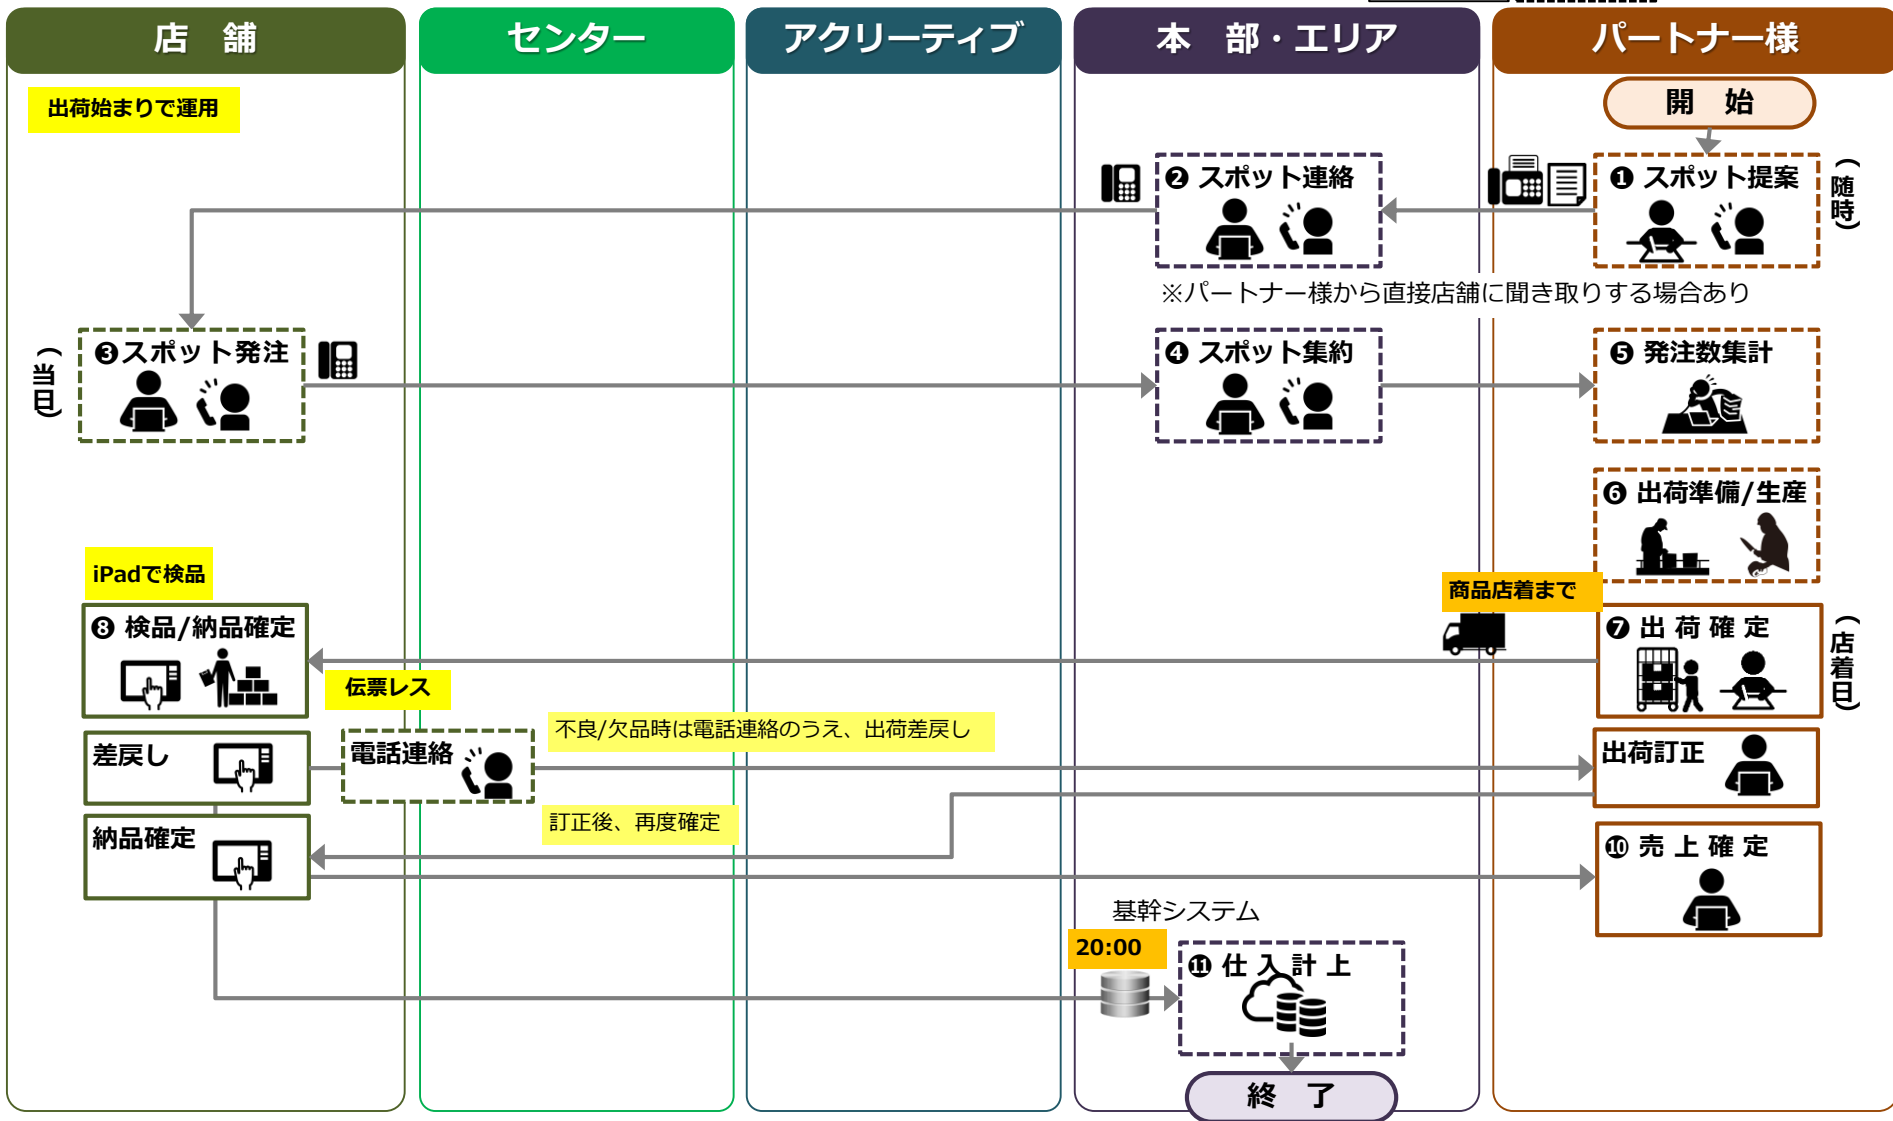 店 舗
センター
アクリーティブ
本 部・エリア
パートナー様
出荷始まりで運用
開 始
❷ スポット連絡
❶ スポット提案
（随時）
※パートナー様から直接店舗に聞き取りする場合あり
（当日）
❸スポット発注
❹ スポット集約
❺ 発注数集計
❻ 出荷準備/生産
iPadで検品
商品店着まで
❽ 検品/納品確定
❼ 出 荷 確 定
（店着日）
伝票レス
不良/欠品時は電話連絡のうえ、出荷差戻し
差戻し
電話連絡
出荷訂正
訂正後、再度確定
納品確定
❿ 売 上 確 定
基幹システム
20:00
⓫ 仕 入 計 上
終 了